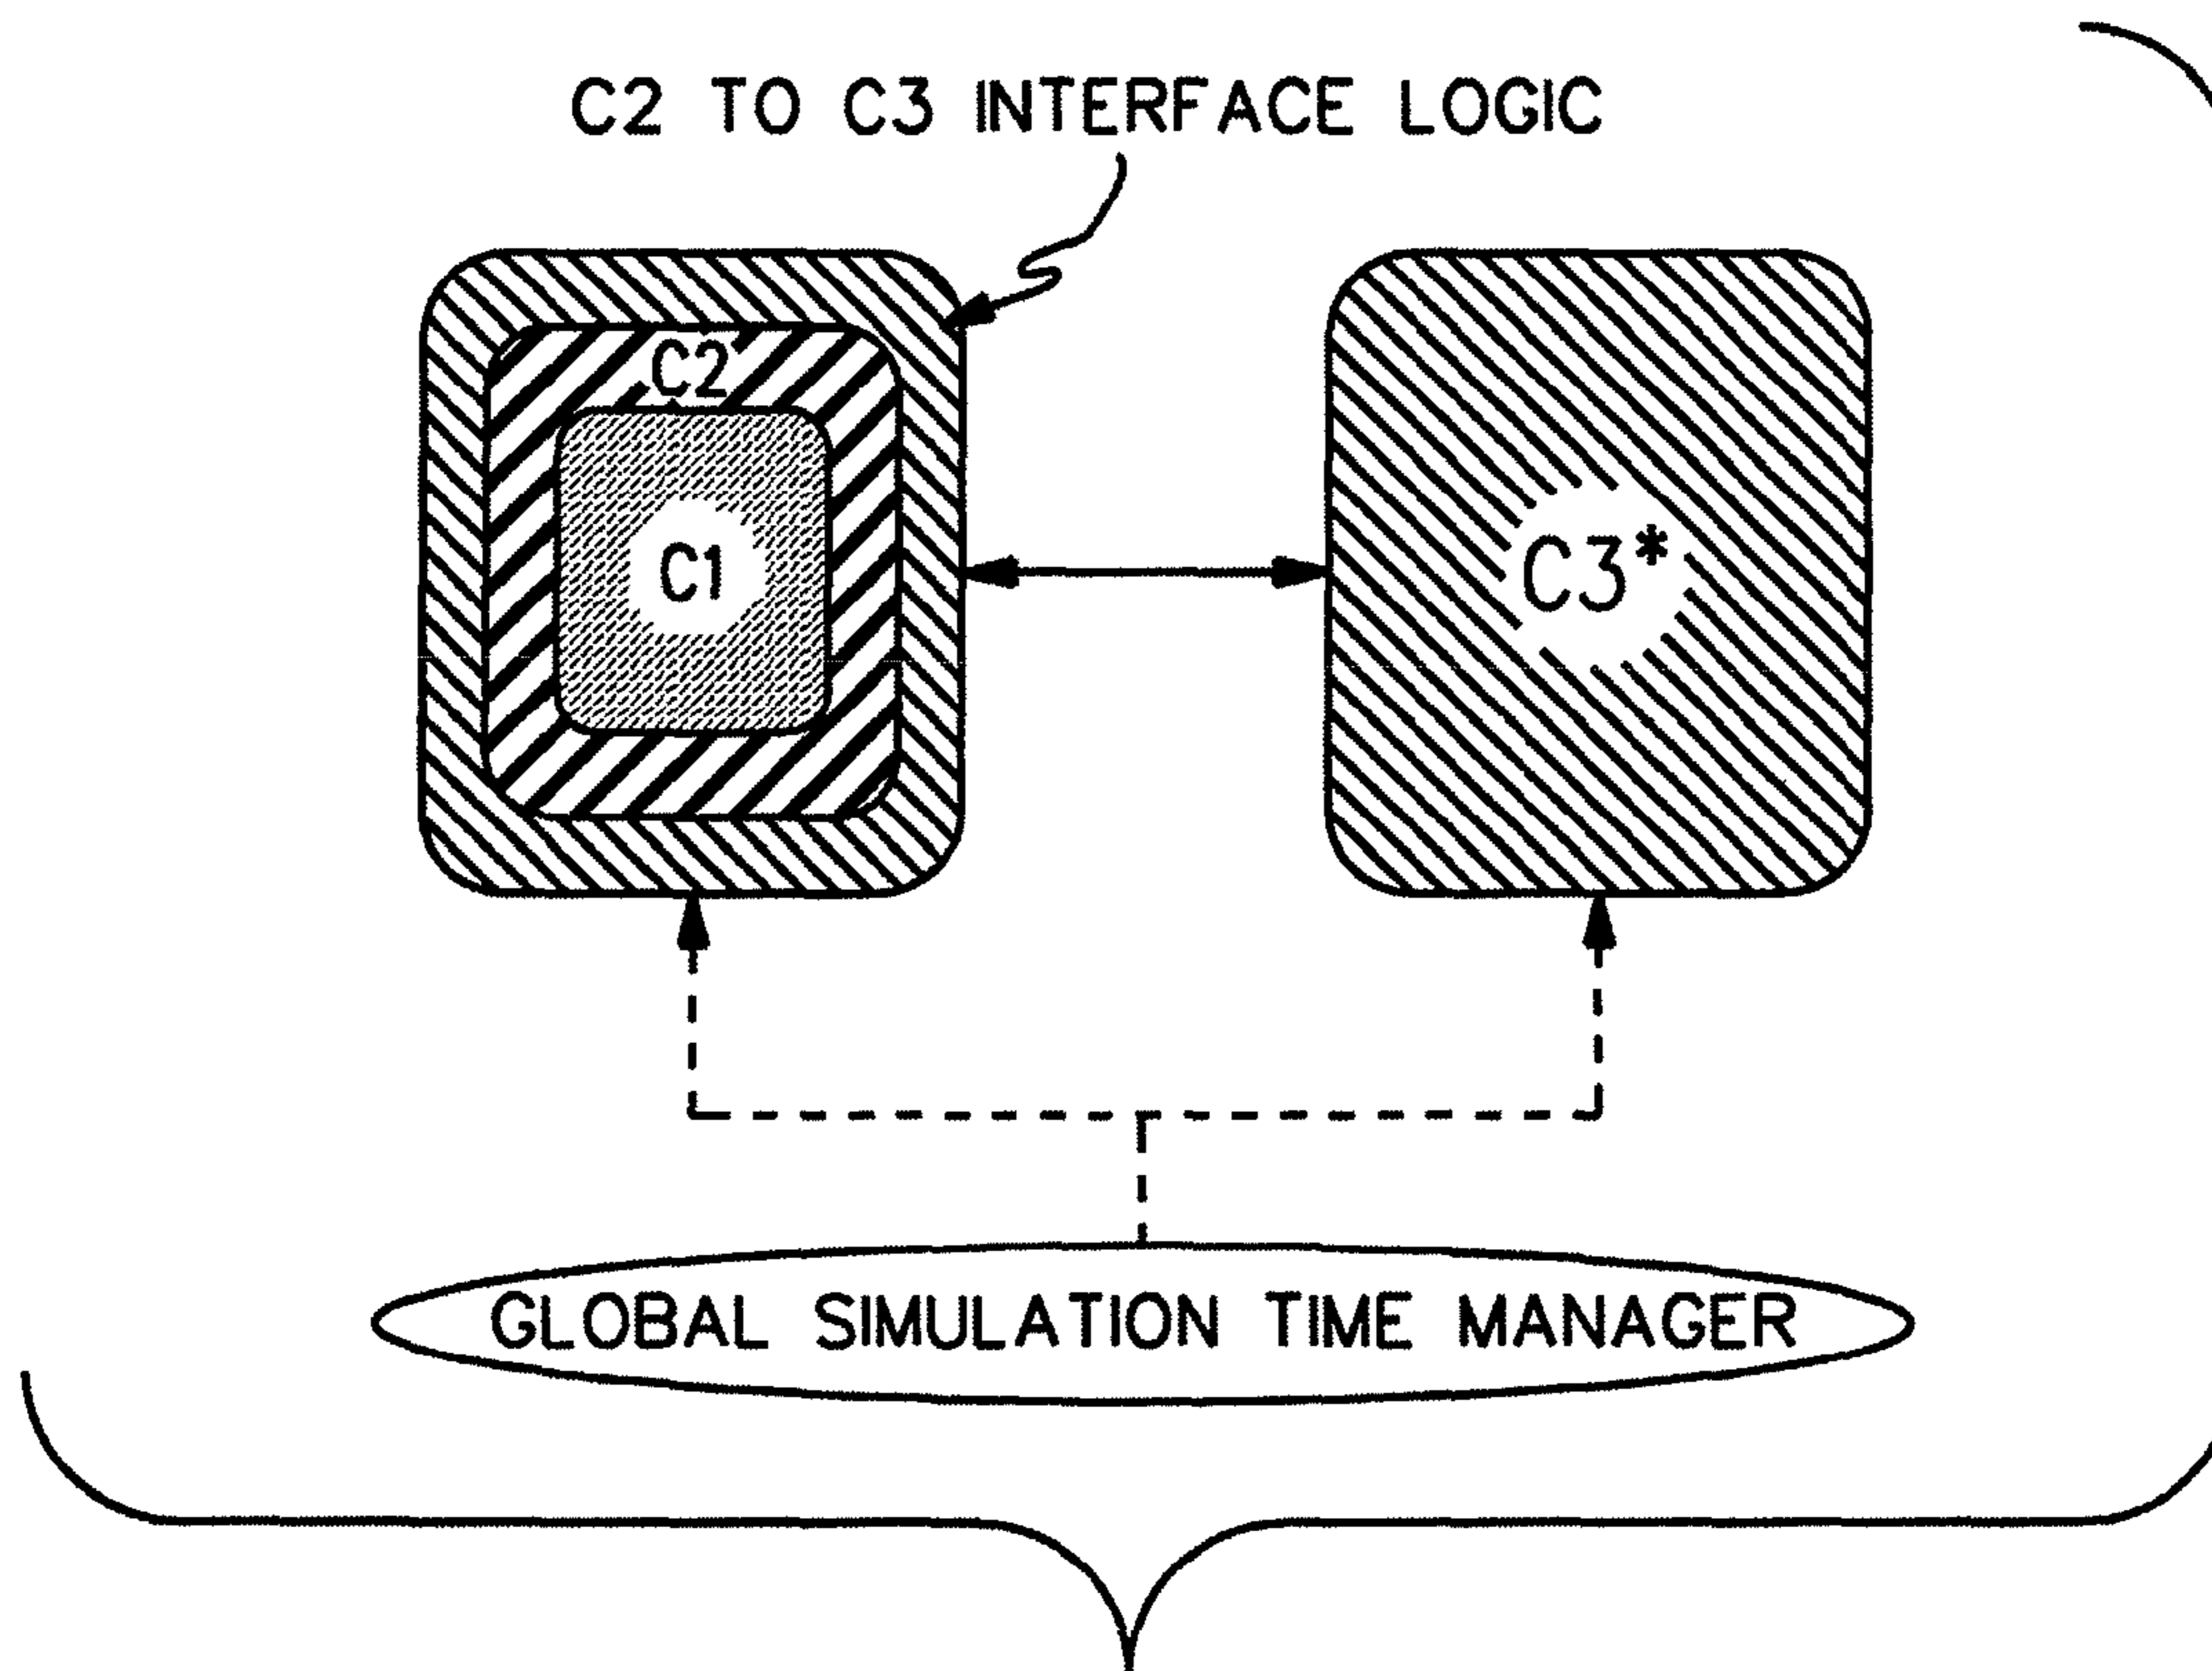 C2 TO C3 INTERFACE LOGIC
C2
C1
C3*
GLOBAL SIMULATION TIME MANAGER